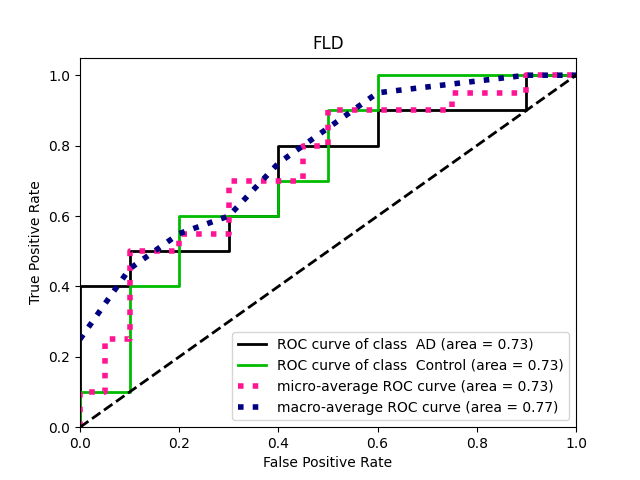 FLD
True Positive Rate
1.0
0.8
0.6
0.4
0.2
0.0
ROC curve of class  AD (area = 0.73)
ROC curve of class  Control (area = 0.73)
micro-average ROC curve (area = 0.73)
macro-average ROC curve (area = 0.77)
0.0 0.2 0.4 0.6 0.8 1.0
False Positive Rate